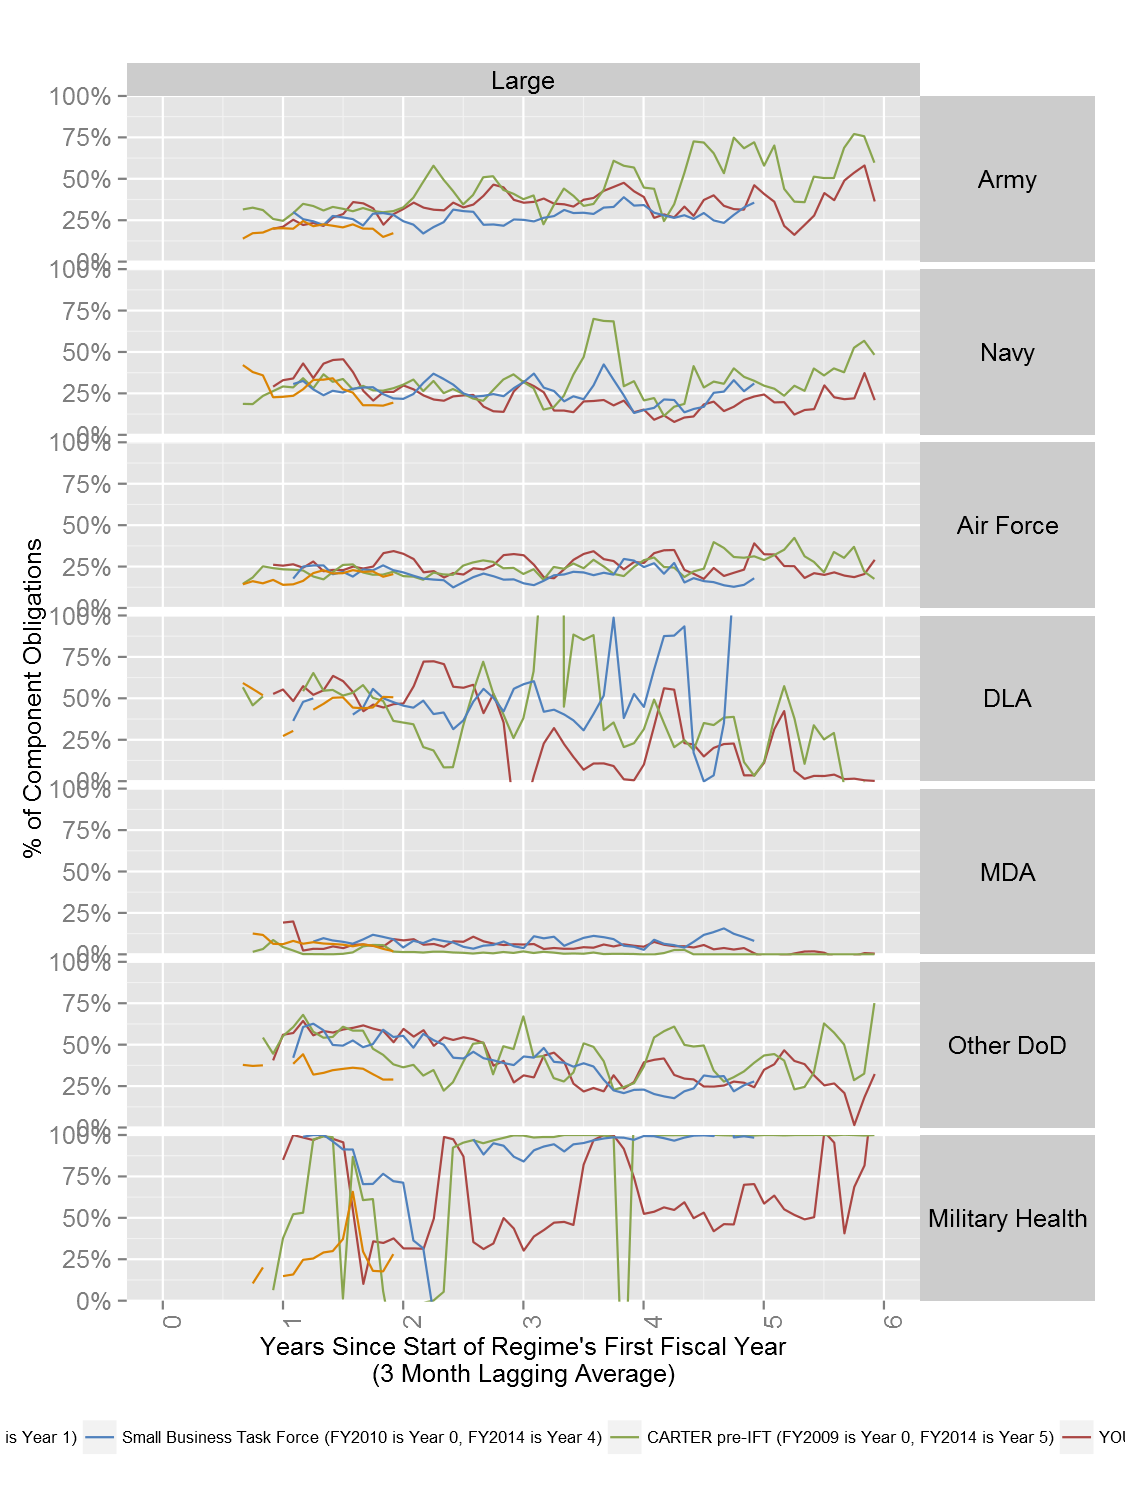 Large
100%
75%
50%
25%
0%
Army
100%
75%
50%
25%
0%
Navy
100%
75%
50%
25%
0%
Air Force
100%
75%
50%
25%
0%
DLA
100%
75%
50%
25%
0%
MDA
100%
75%
50%
25%
0%
Other DoD
100%
75%
50%
25%
0%
Military Health
% of Component Obligations
0 1 2 3 4 5 6
Years Since Start of Regime's First Fiscal Year
(3 Month Lagging Average)
is Year 1) Small Business Task Force (FY2010 is Year 0, FY2014 is Year 4) CARTER pre-IFT (FY2009 is Year 0, FY2014 is Year 5)